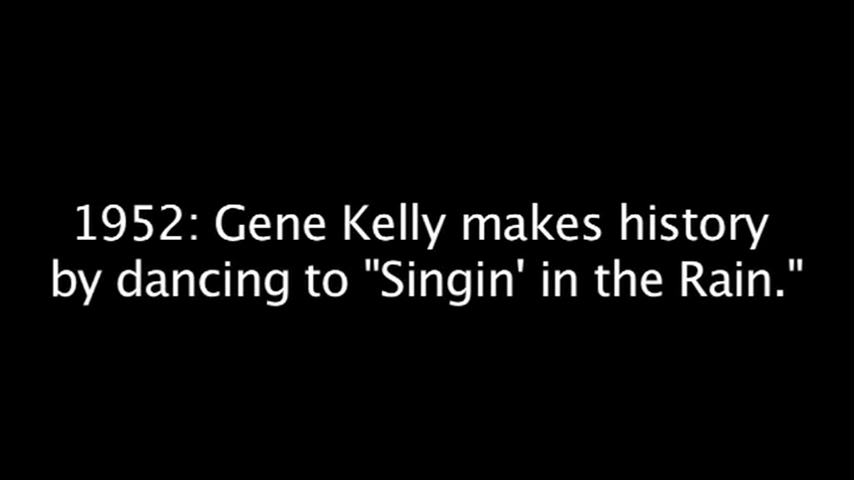 1952: Gene Kelly makes history
by dancing to "Singin' in the Rain."